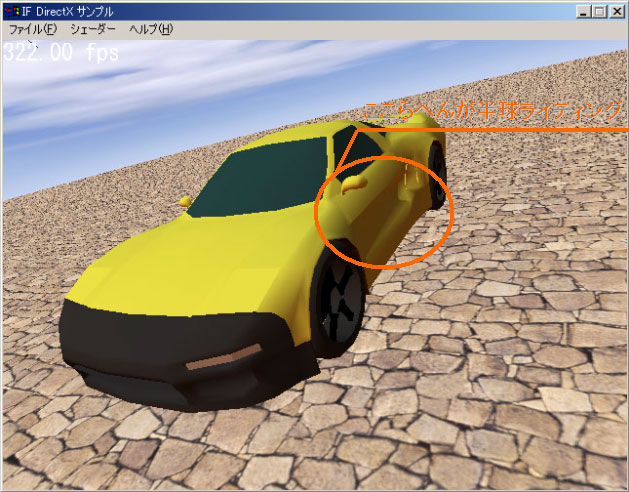 IF DirectX サンプル
ファイル(F) シェーダー ヘルプ(H)
322.00 fps
ここらへんが半球ライティング